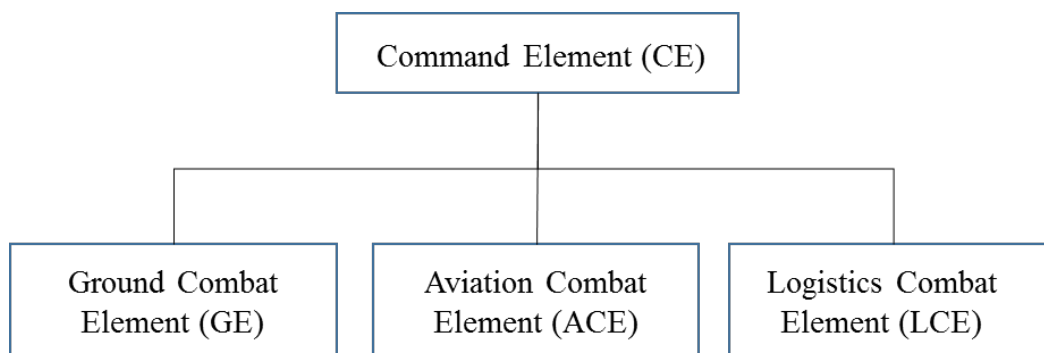 Command Element (CE)
Ground Combat
Element (GE)
Aviation Combat
Element (ACE)
Logistics Combat
Element (LCE)